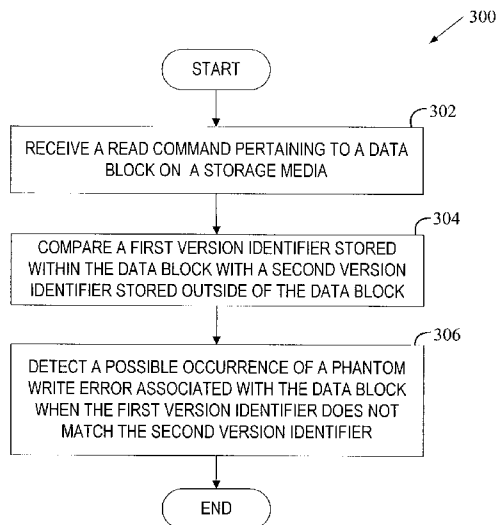 300
START
302
RECEIVE A READ COMMAND PERTAINING TO A DATA
BLOCK ON A STORAGE MEDIA
304
COMPARE A FIRST VERSION IDENTIFIER STORED
WITHIN THE DATA BLOCK WITH A SECOND VERSION
IDENTIFIER STORED OUTSIDE OF THE DATA BLOCK
306
DETECT A POSSIBLE OCCURRENCE OF A PHANTOM
WRITE ERROR ASSOCIATED WITH THE DATA BLOCK
WHEN THE FIRST VERSION IDENTIFIER DOES NOT
MATCH THE SECOND VERSION IDENTIFIER
END